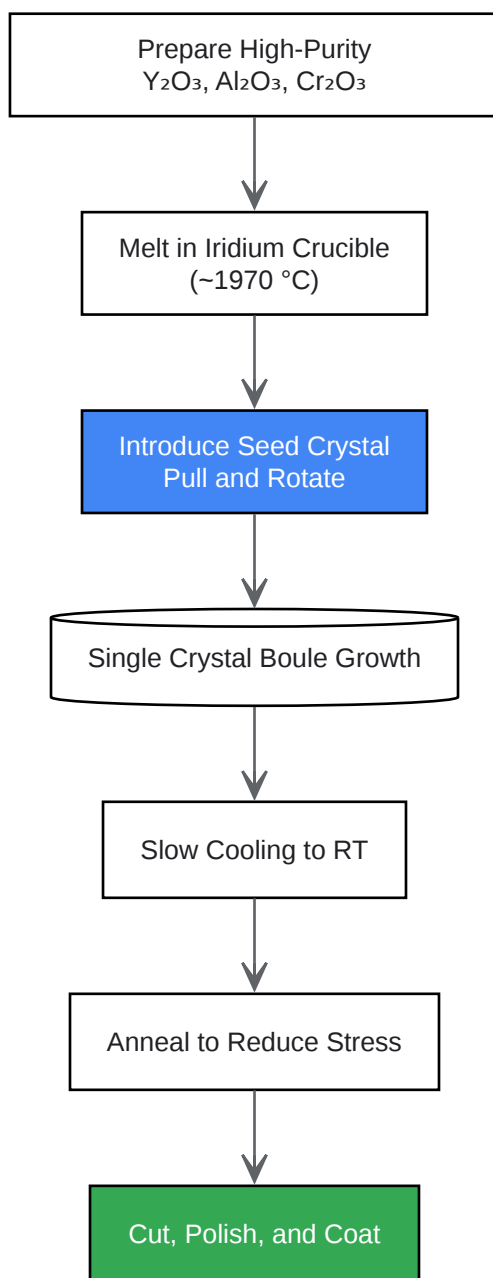 Prepare High-Purity
Y₂O₃, Al₂O₃, Cr₂O₃
Melt in Iridium Crucible
(~1970 °C)
Introduce Seed Crystal
Pull and Rotate
Single Crystal Boule Growth
Slow Cooling to RT
Anneal to Reduce Stress
Cut, Polish, and Coat